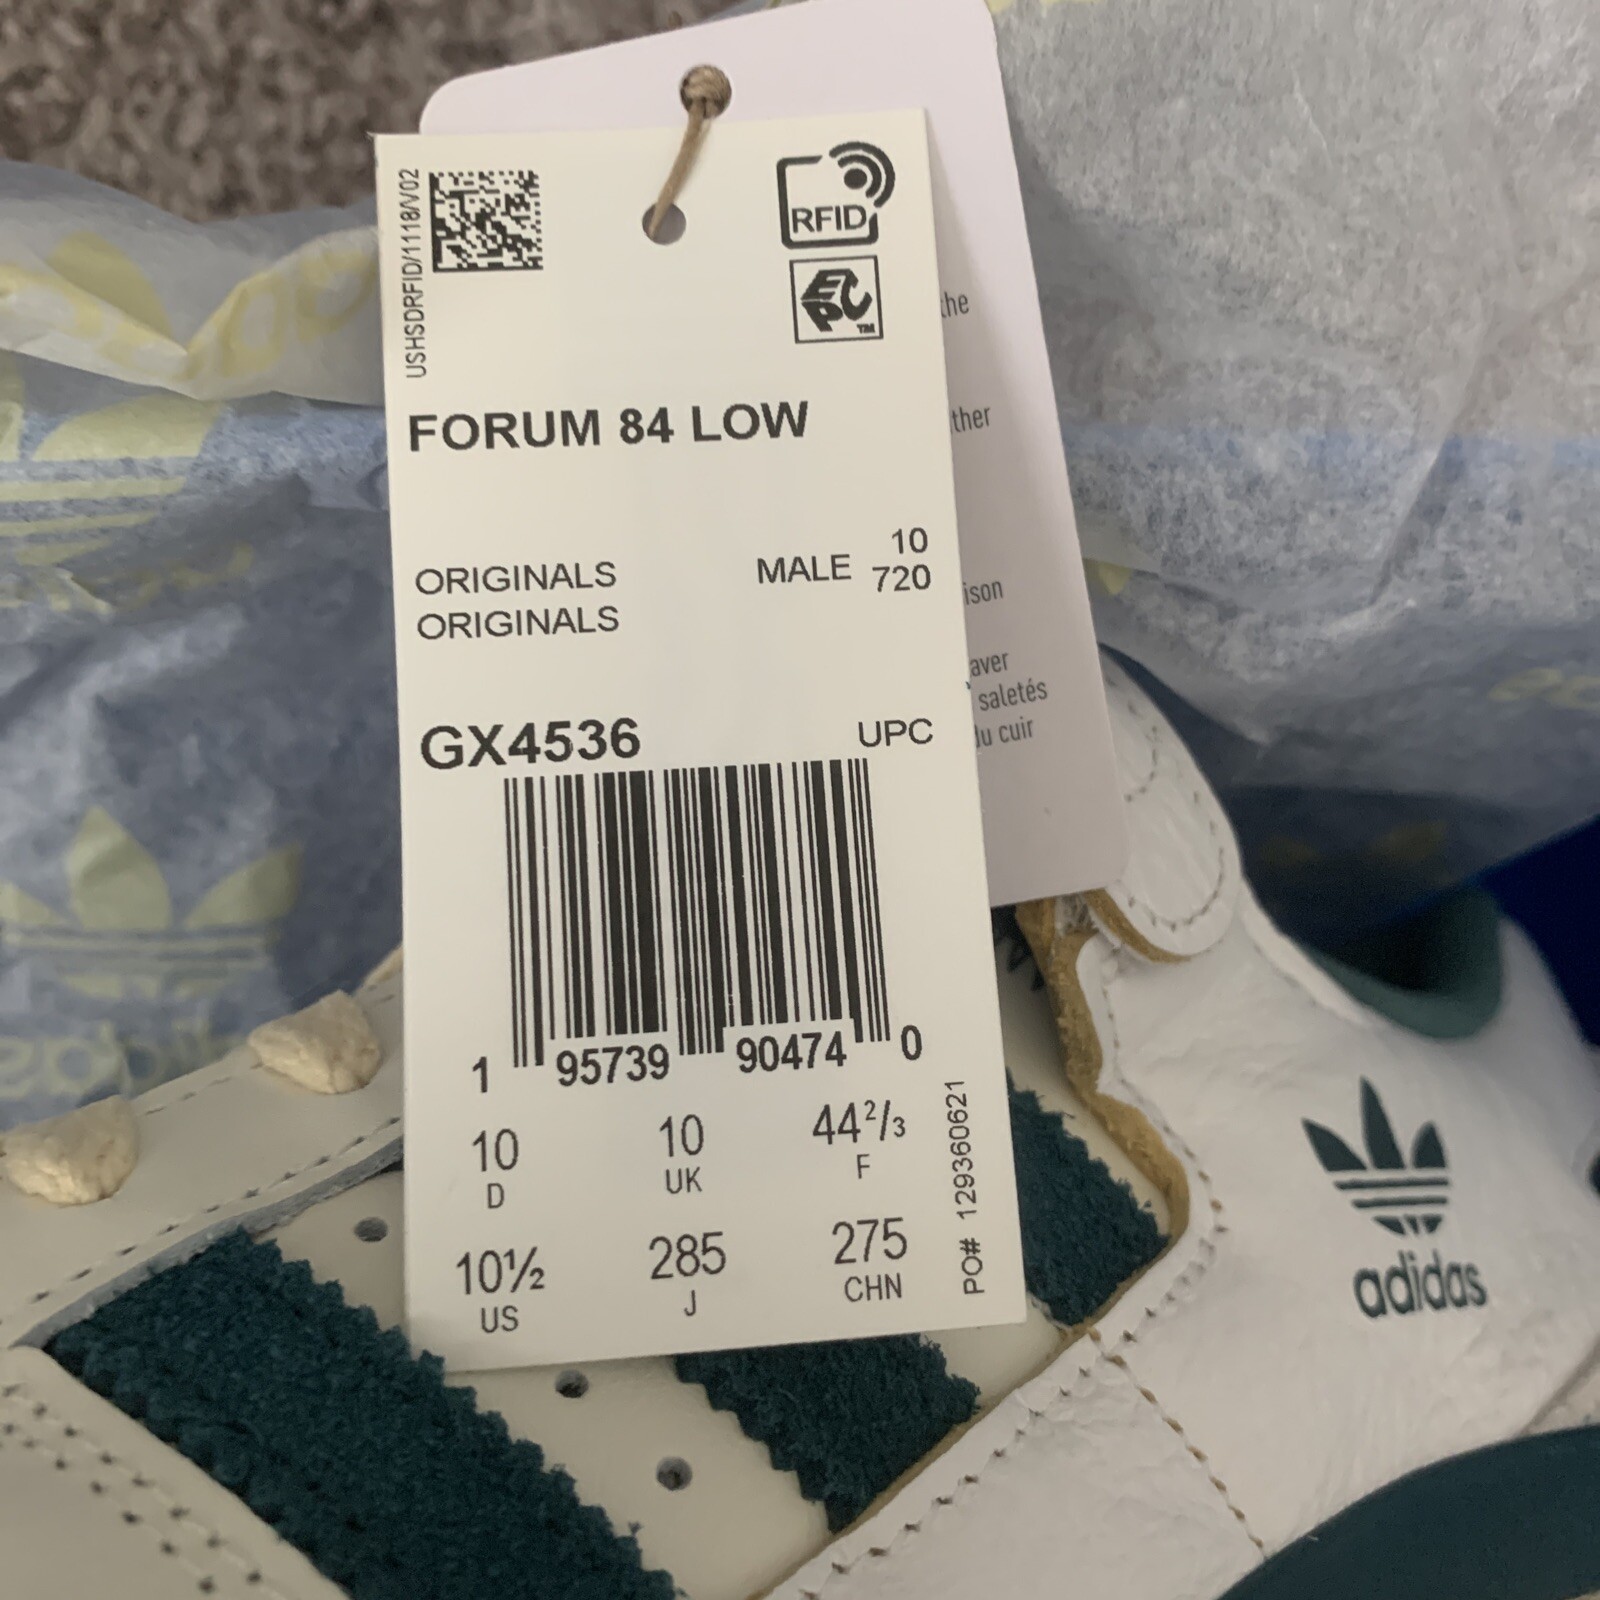 USHSDRFID/1118/V02
RFID
EPC TM
FORUM 84 LOW
ORIGINALS MALE 10
ORIGINALS 720
GX4536 UPC
1 95739 90474 0
10 10 44²/₃
D UK F
10½ 285 275
US J CHN
PO# 129360621
the
ther
ison
aver
saletés
du cuir
adidas